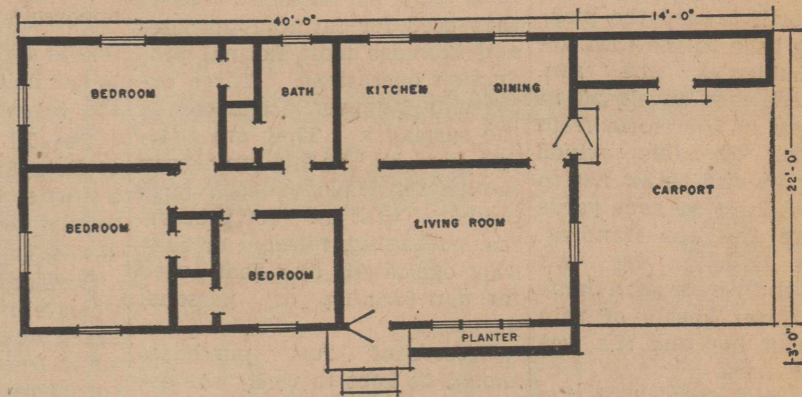 40'-0" 14'-0"
BEDROOM BATH KITCHEN DINING
22'-0"
CARPORT
BEDROOM LIVING ROOM
BEDROOM
PLANTER
3'-0"